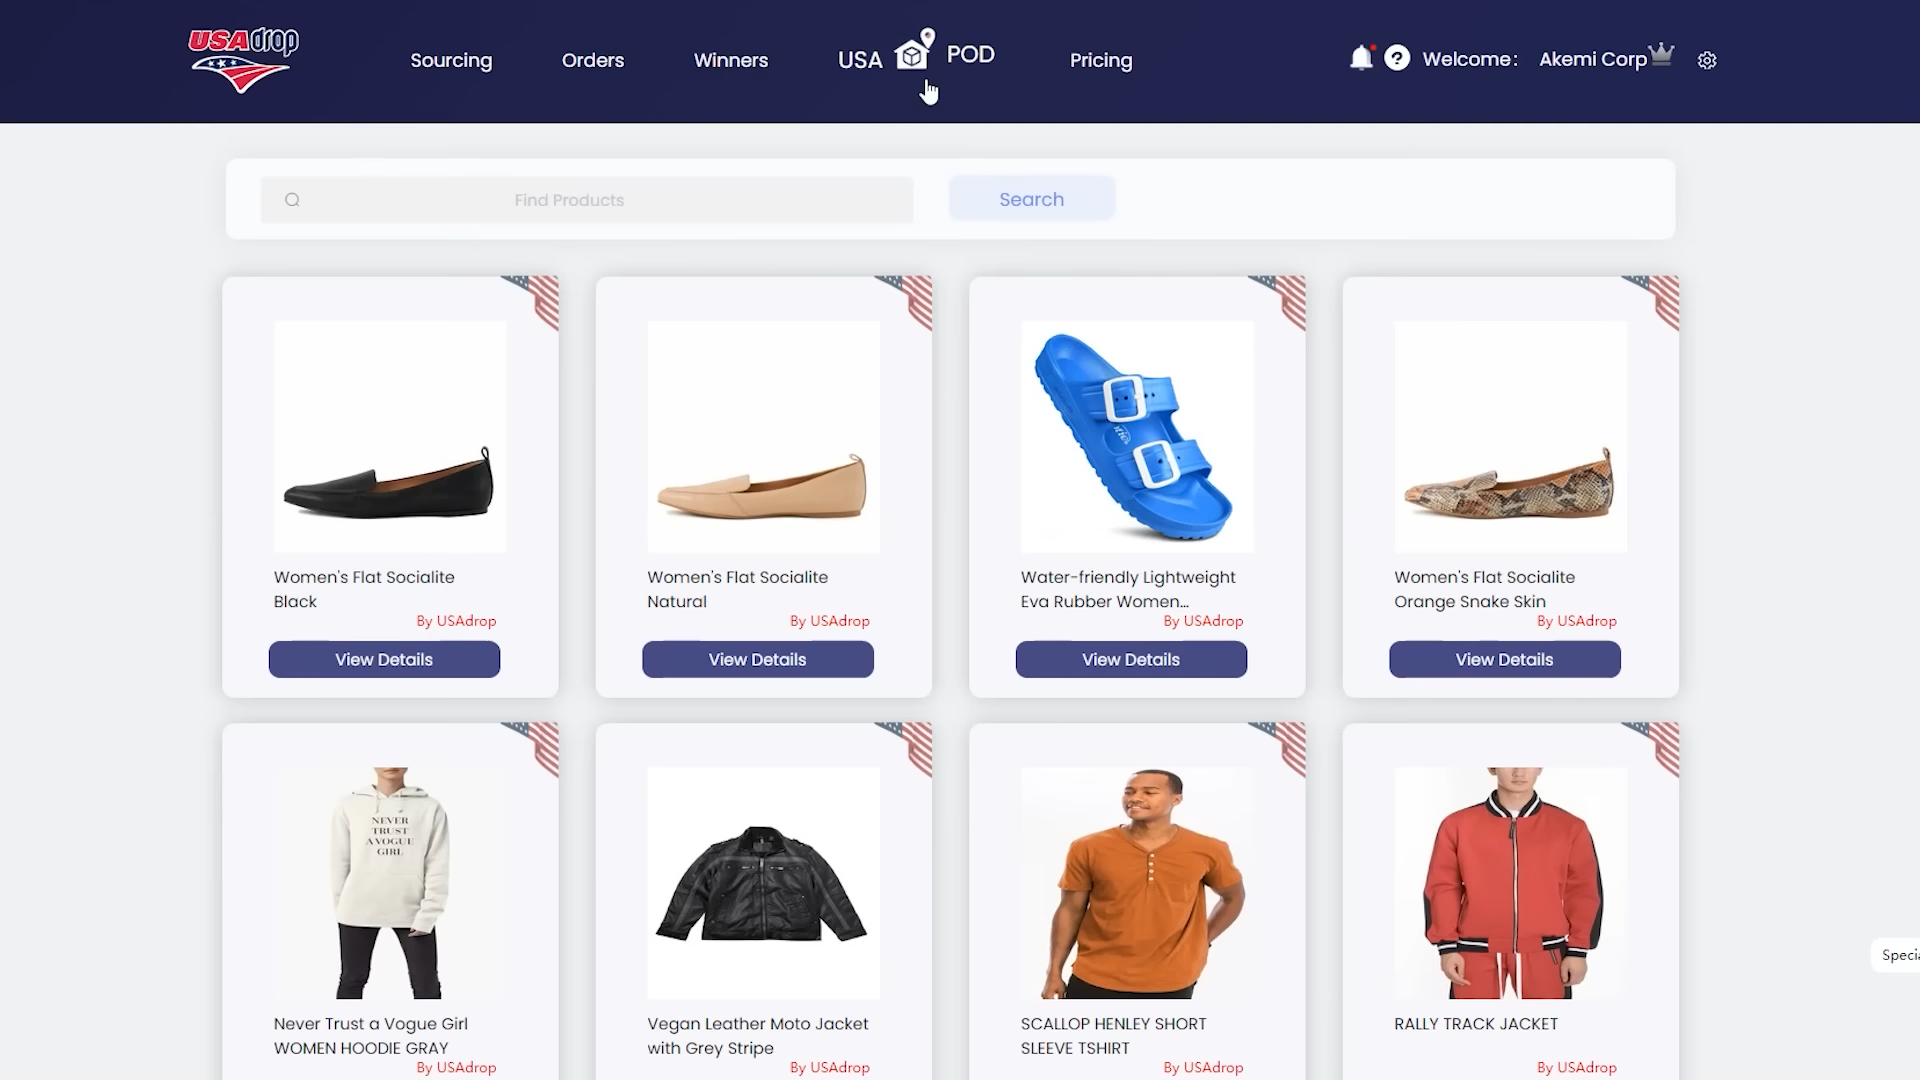 USAdrop
Sourcing
Orders
Winners
USA
POD
Pricing
?
Welcome:
Akemi Corp
Find Products
Search
Women's Flat Socialite
Black
By USAdrop
View Details
Women's Flat Socialite
Natural
By USAdrop
View Details
Water-friendly Lightweight
Eva Rubber Women...
By USAdrop
View Details
Women's Flat Socialite
Orange Snake Skin
By USAdrop
View Details
NEVER
TRUST
A VOGUE
GIRL
Never Trust a Vogue Girl
WOMEN HOODIE GRAY
By USAdrop
Vegan Leather Moto Jacket
with Grey Stripe
By USAdrop
SCALLOP HENLEY SHORT
SLEEVE TSHIRT
By USAdrop
RALLY TRACK JACKET
By USAdrop